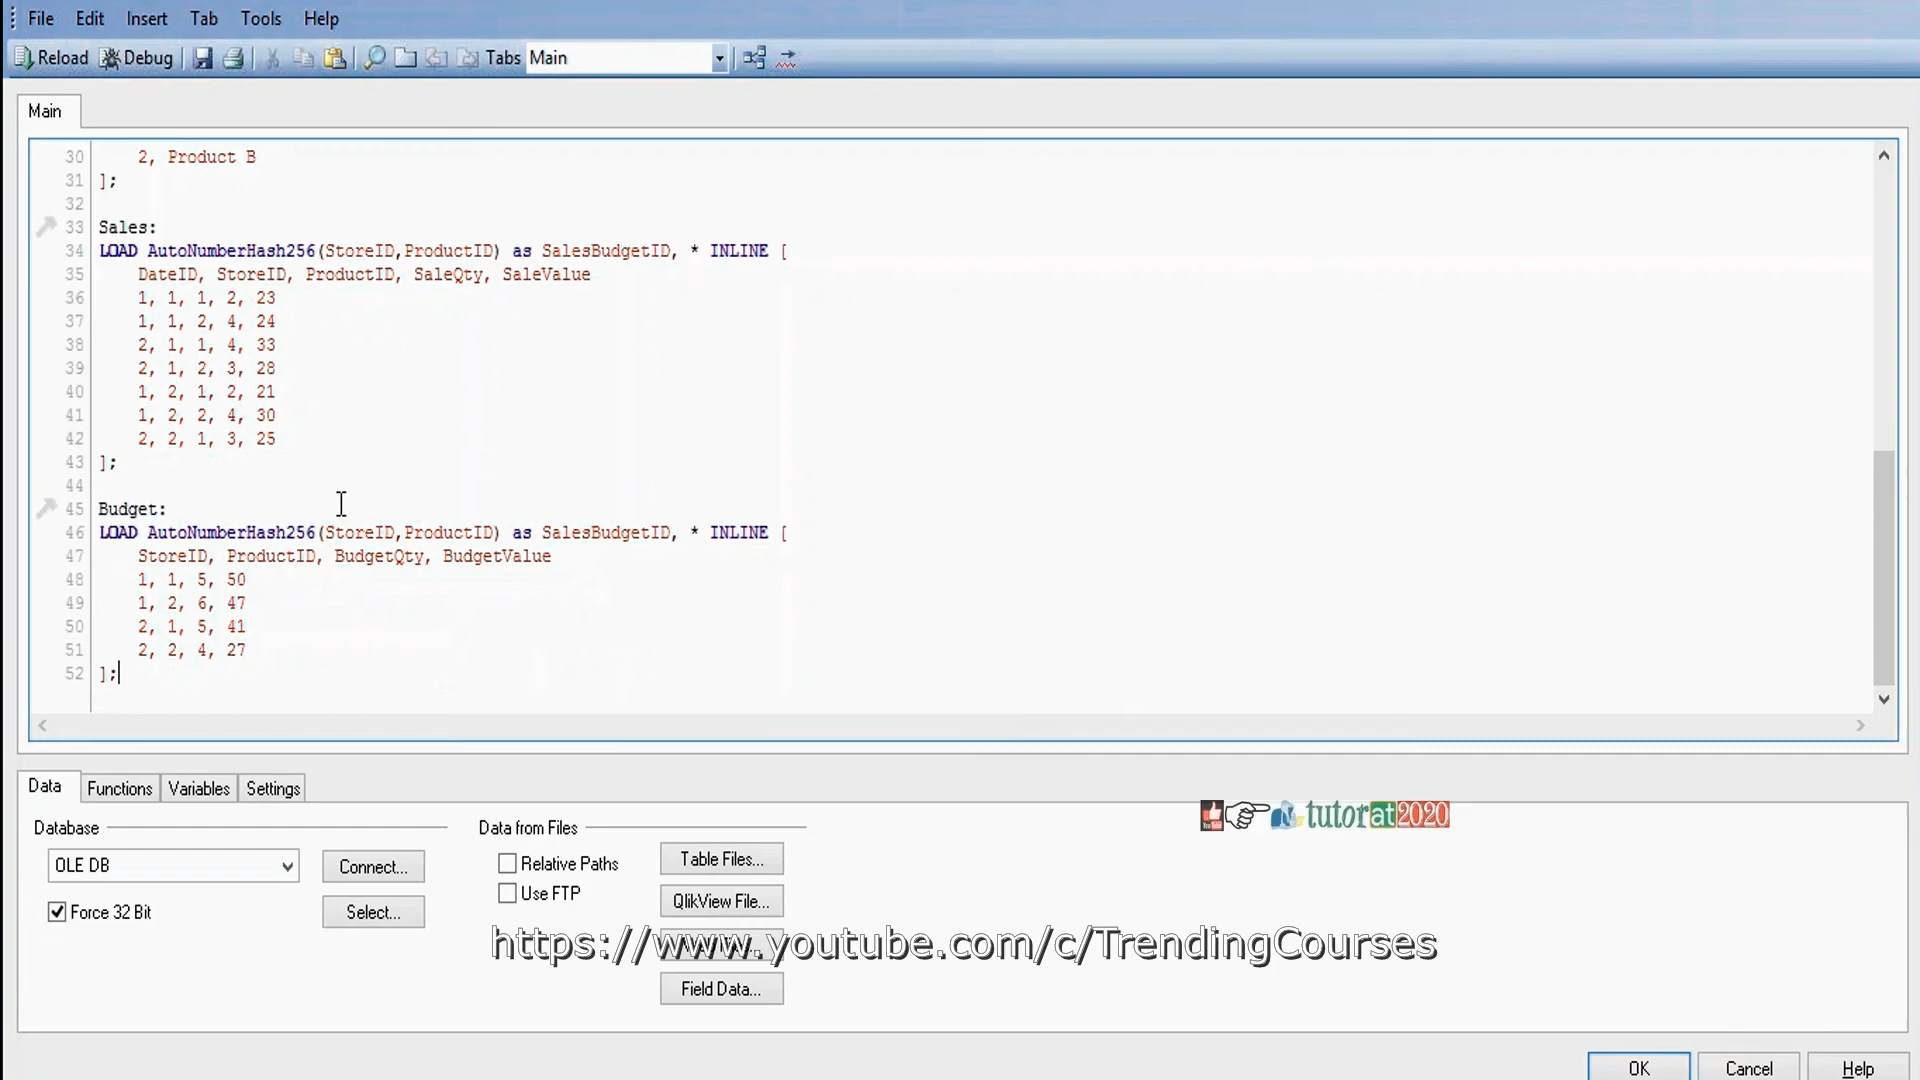 File Edit Insert Tab Tools Help
Reload Debug Tabs Main
Main
30 2, Product B
31 ];
32
33 Sales:
34 LOAD AutoNumberHash256(StoreID,ProductID) as SalesBudgetID, * INLINE [
35 DateID, StoreID, ProductID, SaleQty, SaleValue
36 1, 1, 1, 2, 23
37 1, 1, 2, 4, 24
38 2, 1, 1, 4, 33
39 2, 1, 2, 3, 28
40 1, 2, 1, 2, 21
41 1, 2, 2, 4, 30
42 2, 2, 1, 3, 25
43 ];
44
45 Budget:
46 LOAD AutoNumberHash256(StoreID,ProductID) as SalesBudgetID, * INLINE [
47 StoreID, ProductID, BudgetQty, BudgetValue
48 1, 1, 5, 50
49 1, 2, 6, 47
50 2, 1, 5, 41
51 2, 2, 4, 27
52 ];
Data Functions Variables Settings
tutorat2020
Database Data from Files
OLE DB Connect... Relative Paths Table Files...
Use FTP QlikView File...
Force 32 Bit Select...
https://www.youtube.com/c/TrendingCourses
Field Data...
OK Cancel Help